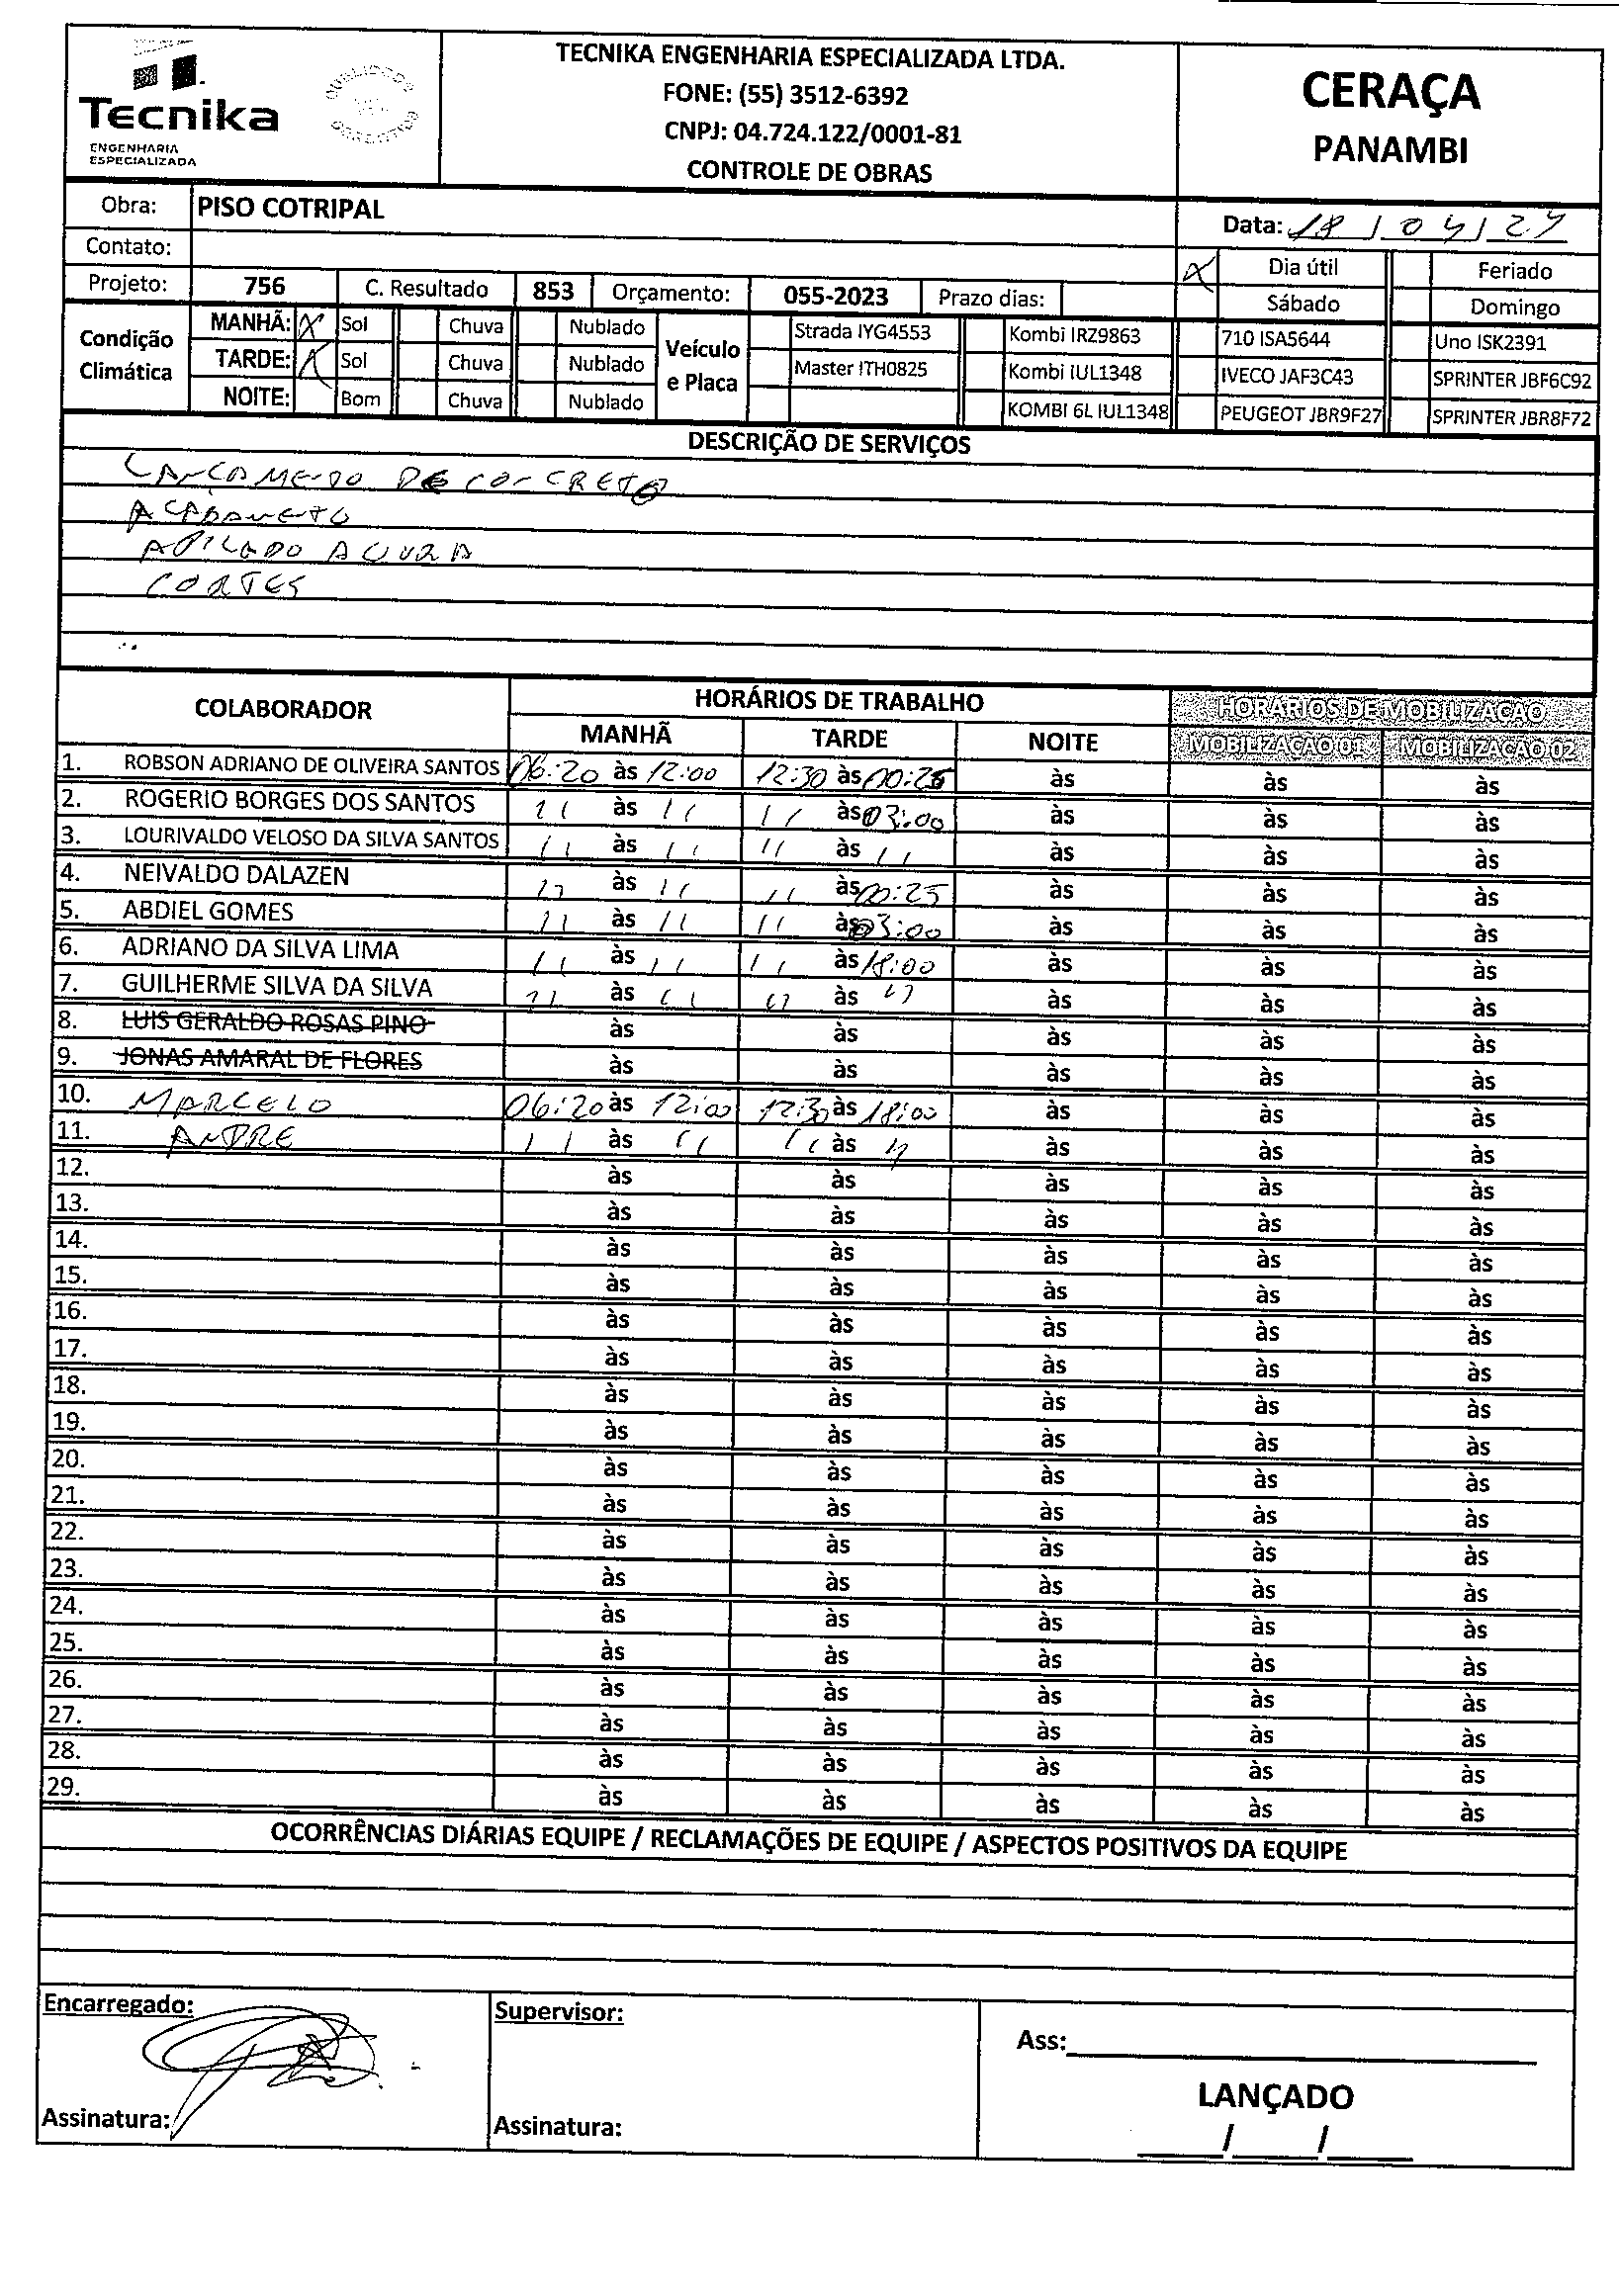 Tecnika
ENGENHARIA
ESPECIALIZADA
TECNIKA ENGENHARIA ESPECIALIZADA LTDA.
FONE: (55) 3512-6392
CNPJ: 04.724.122/0001-81
CONTROLE DE OBRAS
CERAÇA
PANAMBI
Obra: PISO COTRIPAL
Data: 18/04/24
Contato:
X Dia útil Feriado
Projeto: 756 C. Resultado 853 Orçamento: 055-2023 Prazo dias:
Sábado Domingo
Condição Climática
MANHÃ: X Sol Chuva Nublado
TARDE: X Sol Chuva Nublado
NOITE: Bom Chuva Nublado
Veículo e Placa
Strada IYG4553 Kombi IRZ9863 710 ISA5644 Uno ISK2391
Master ITH0825 Kombi IUL1348 IVECO JAF3C43 SPRINTER JBF6C92
KOMBI 6L IUL1348 PEUGEOT JBR9F27 SPRINTER JBR8F72
DESCRIÇÃO DE SERVIÇOS
LANÇAMENTO DE CONCRETO
ACABAMENTO
CORTES
COLABORADOR HORÁRIOS DE TRABALHO HORÁRIOS DE MOBILIZAÇÃO
MANHÃ TARDE NOITE MOBILIZAÇÃO 01 MOBILIZAÇÃO 02
1. ROBSON ADRIANO DE OLIVEIRA SANTOS 06:20 às 12:00 12:30 às 00:25 às às às
2. ROGERIO BORGES DOS SANTOS 11 às 11 11 às 03:00 às às às
3. LOURIVALDO VELOSO DA SILVA SANTOS 11 às 11 11 às 11 às às às
4. NEIVALDO DALAZEN 11 às 11 11 às 00:25 às às às
5. ABDIEL GOMES 11 às 11 11 às 03:00 às às às
6. ADRIANO DA SILVA LIMA 11 às 11 11 às 18:00 às às às
7. GUILHERME SILVA DA SILVA 11 às 11 11 às 11 às às às
8. LUIS GERALDO ROSAS PINO às às às às às
9. JONAS AMARAL DE FLORES às às às às às
10. MARCELO 06:20 às 12:00 12:30 às 18:00 às às às
11. ANDRE 11 às 11 11 às 11 às às às
12. às às às às às
13. às às às às às
14. às às às às às
15. às às às às às
16. às às às às às
17. às às às às às
18. às às às às às
19. às às às às às
20. às às às às às
21. às às às às às
22. às às às às às
23. às às às às às
24. às às às às às
25. às às às às às
26. às às às às às
27. às às às às às
28. às às às às às
29. às às às às às
OCORRÊNCIAS DIÁRIAS EQUIPE / RECLAMAÇÕES DE EQUIPE / ASPECTOS POSITIVOS DA EQUIPE
Encarregado:
Supervisor:
Ass:
LANÇADO
Assinatura:
Assinatura:
/ /